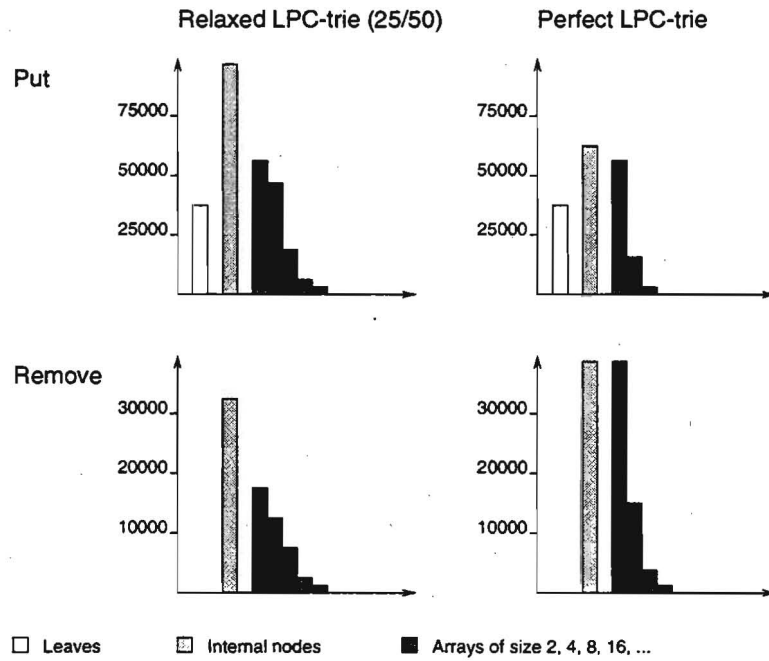 Relaxed LPC-trie (25/50) Perfect LPC-trie
Put
75000 75000
50000 50000
25000 25000
Remove
30000 30000
20000 20000
10000 10000
Leaves Internal nodes Arrays of size 2, 4, 8, 16, ...